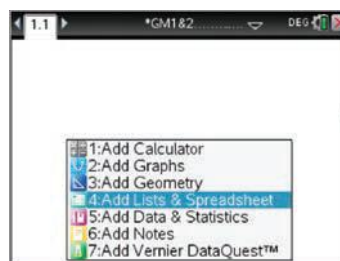 1.1
*GM1&2............
DEG
1:Add Calculator
2:Add Graphs
3:Add Geometry
4:Add Lists & Spreadsheet
5:Add Data & Statistics
6:Add Notes
7:Add Vernier DataQuest™